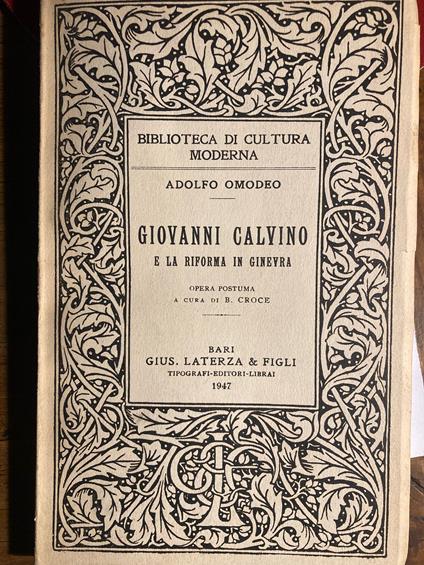 BIBLIOTECA DI CULTURA
MODERNA
ADOLFO OMODEO
GIOVANNI CALVINO
E LA RIFORMA IN GINEVRA
OPERA POSTUMA
A CURA DI B. CROCE
BARI
GIUS. LATERZA & FIGLI
TIPOGRAFI-EDITORI-LIBRAI
1947